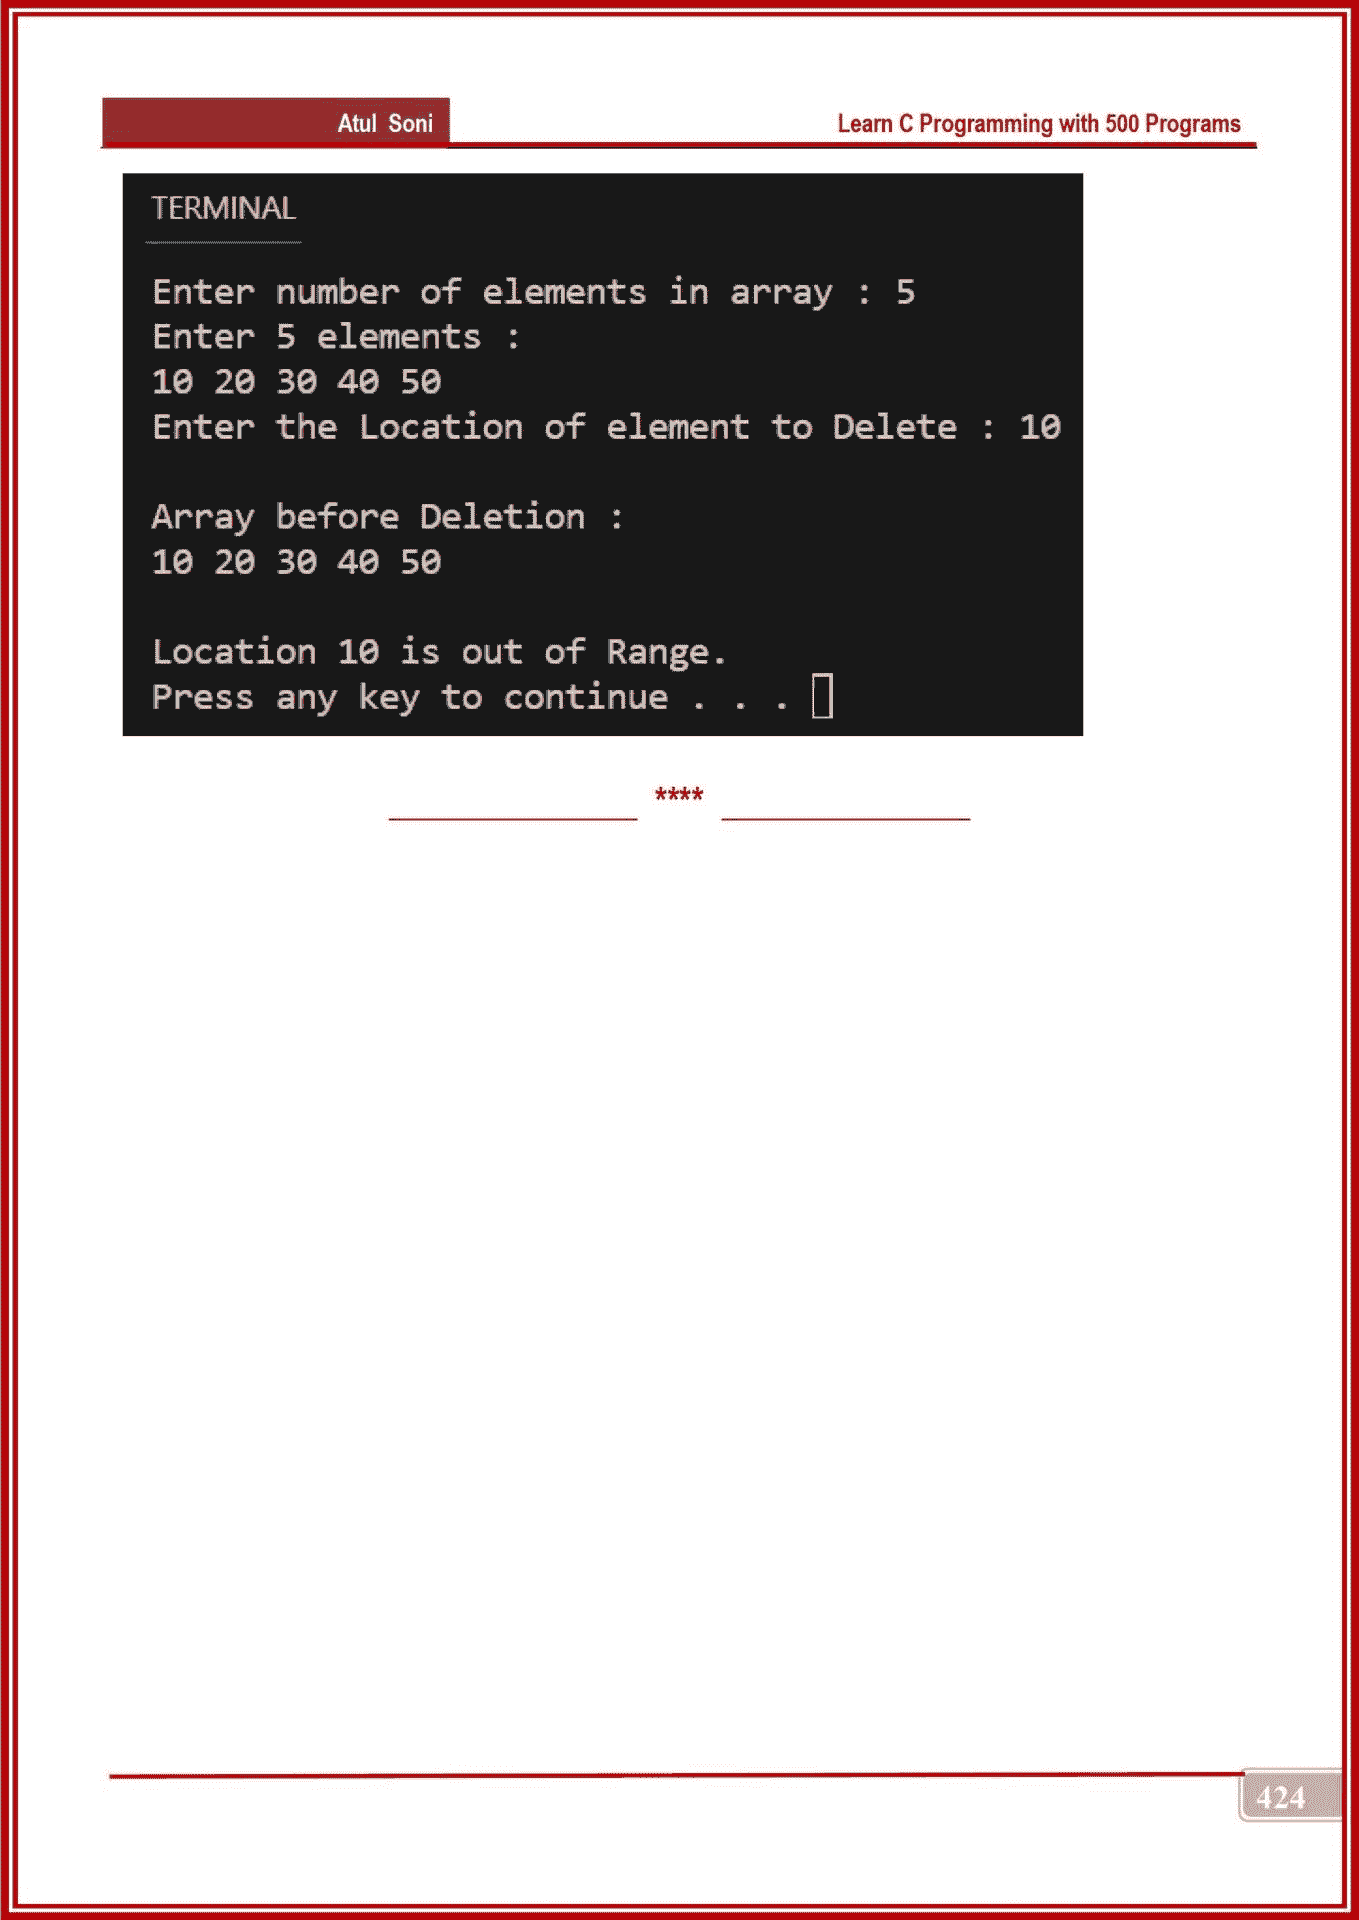 Atul Soni
Learn C Programming with 500 Programs
TERMINAL
Enter number of elements in array : 5
Enter 5 elements :
10 20 30 40 50
Enter the Location of element to Delete : 10
Array before Deletion :
10 20 30 40 50
Location 10 is out of Range.
Press any key to continue . . .
****
424